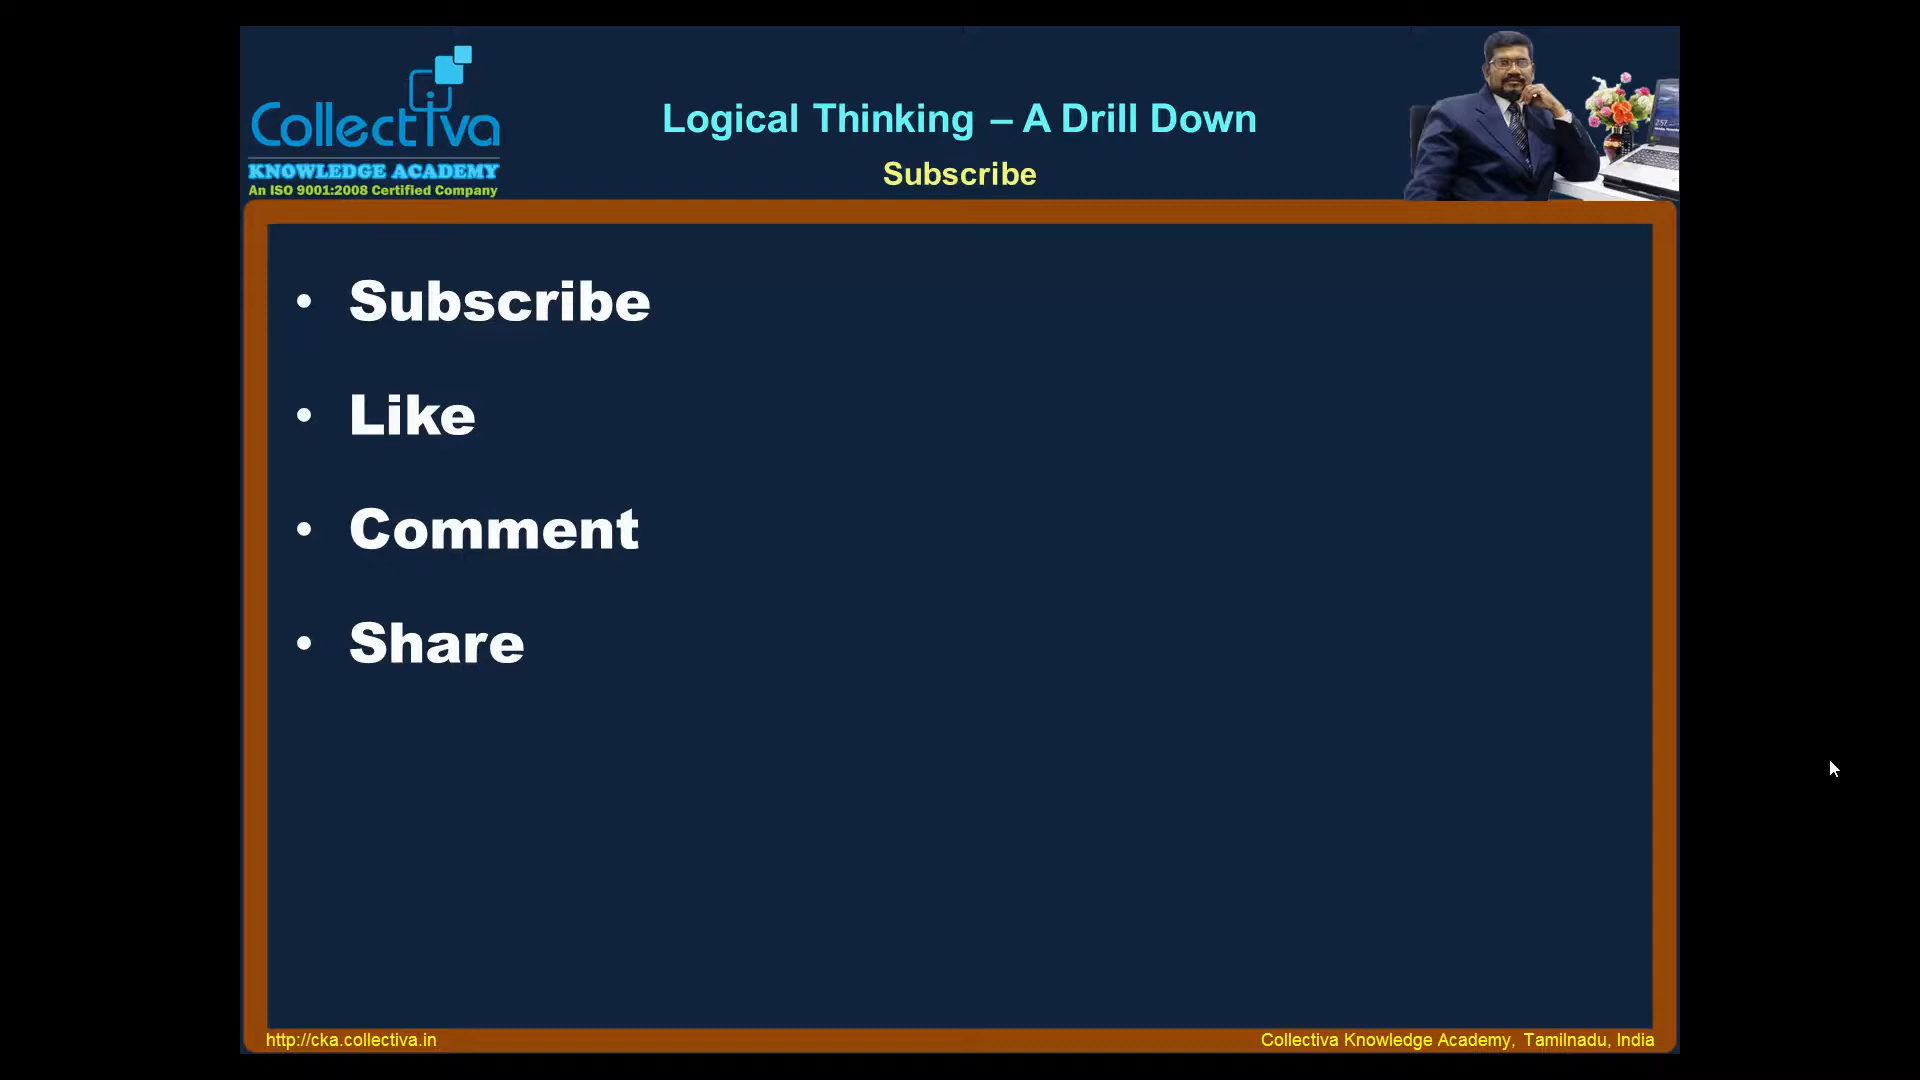 Collectiva
KNOWLEDGE ACADEMY
An ISO 9001:2008 Certified Company
Logical Thinking – A Drill Down
Subscribe
• Subscribe
• Like
• Comment
• Share
http://cka.collectiva.in
Collectiva Knowledge Academy, Tamilnadu, India